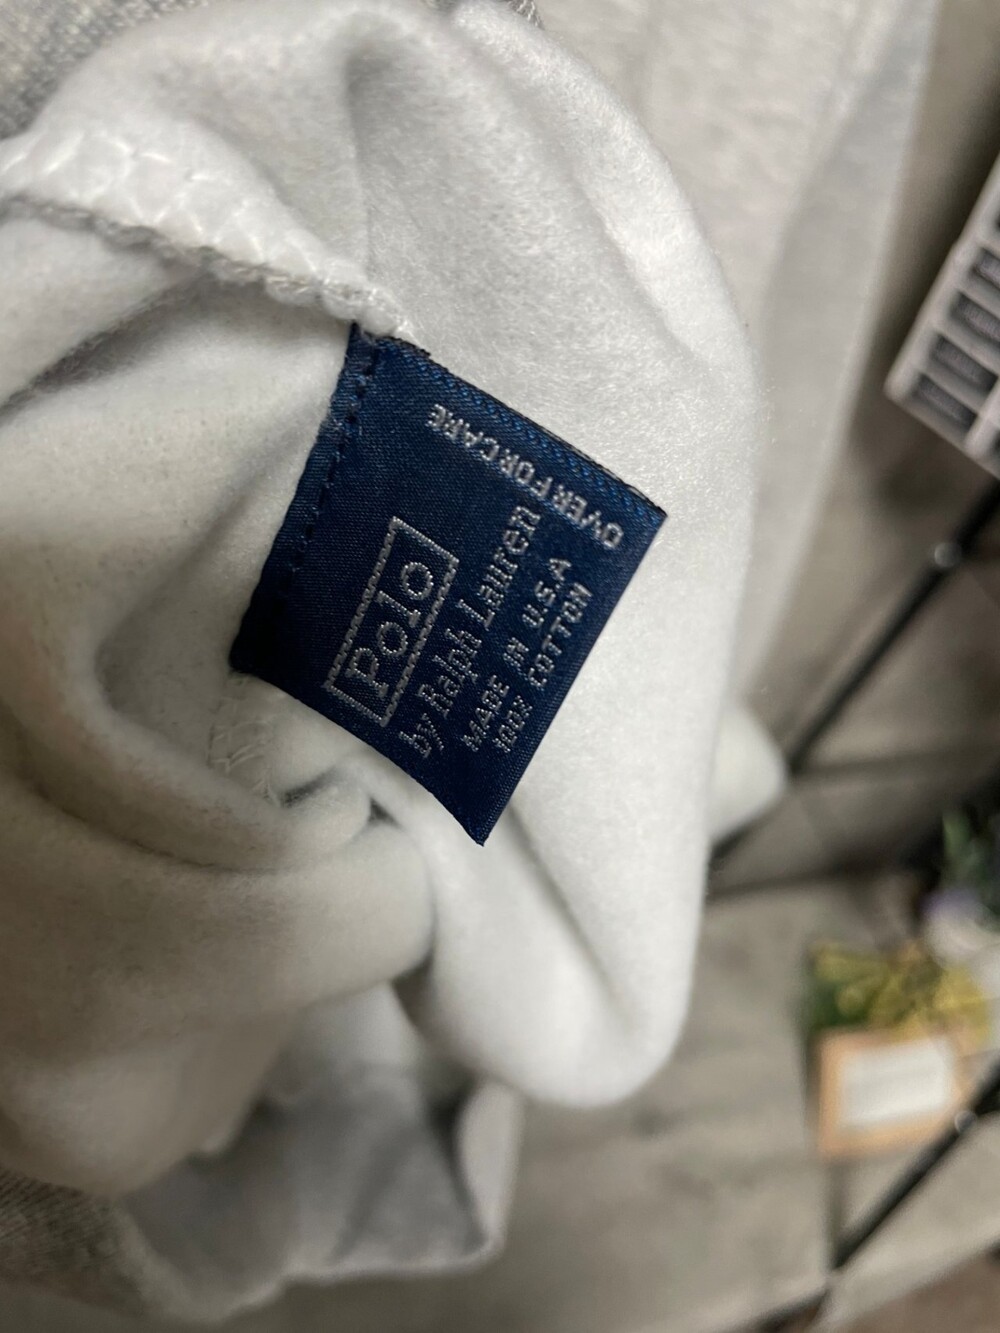 Polo
by Ralph Lauren
MADE IN U.S.A
100% COTTON
OVER FOR CARE